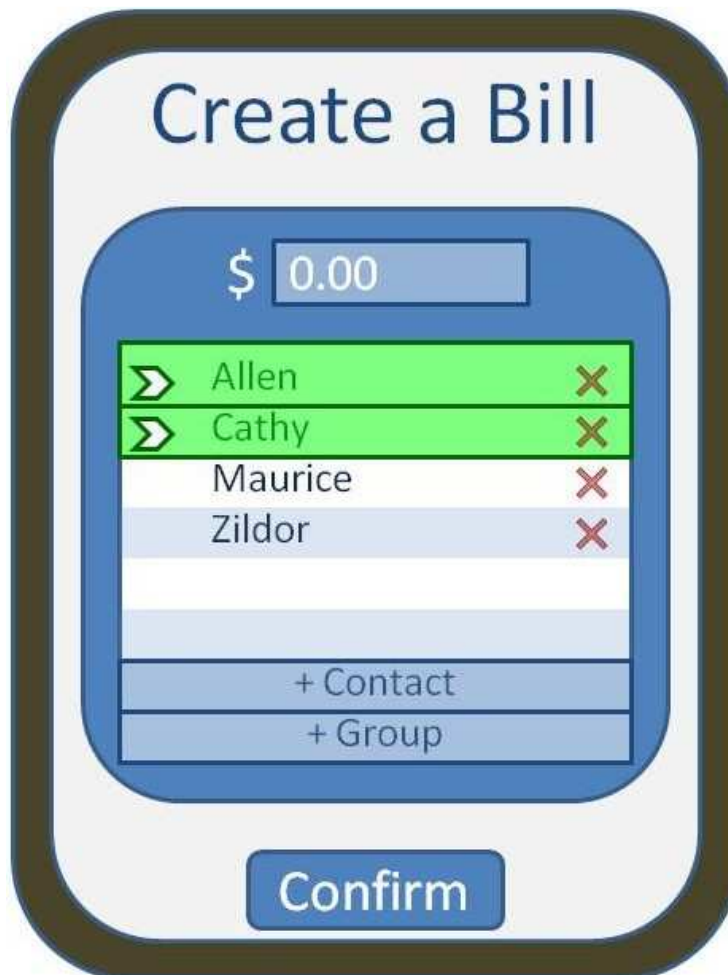 Create a Bill
$ 0.00
Allen
Cathy
Maurice
Zildor
+ Contact
+ Group
Confirm